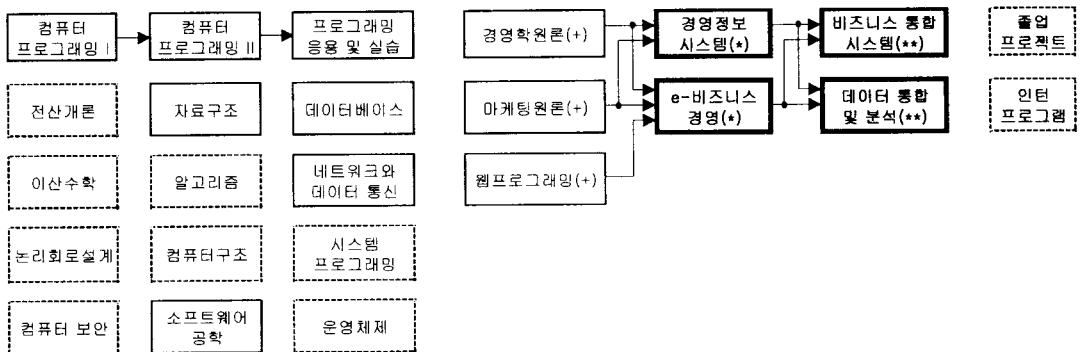 컴퓨터
프로그래밍 I
컴퓨터
프로그래밍 II
프로그래밍
응용 및 실습
전산개론
자료구조
데이터베이스
이산수학
알고리즘
네트워크와
데이터 통신
논리회로설계
컴퓨터구조
시스템
프로그래밍
컴퓨터 보안
소프트웨어
공학
운영체제
경영학원론(+)
경영정보
시스템(*)
비즈니스 통합
시스템(**)
마케팅원론(+)
e-비즈니스
경영(*)
데이터 통합
및 분석(**)
웹프로그래밍(+)
졸업
프로젝트
인턴
프로그램